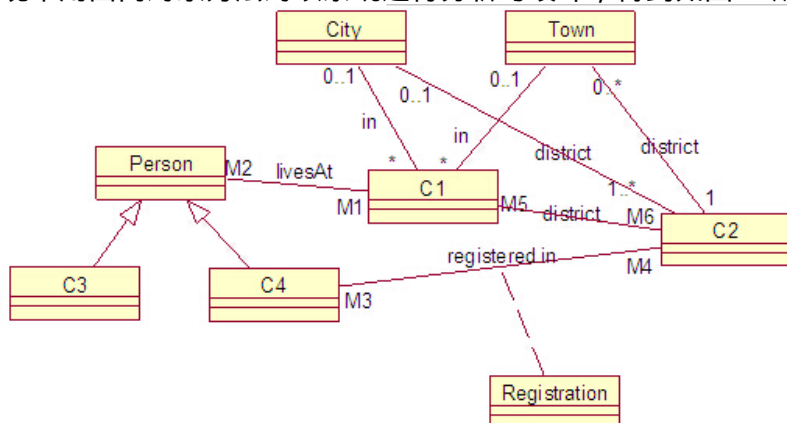 City
Town
0..1
0..1
0..1
0..*
in
in
district
district
Person
M2
livesAt
*
*
1..*
1
C1
M1
M5
district
M6
C2
registered in
M4
C3
C4
M3
Registration